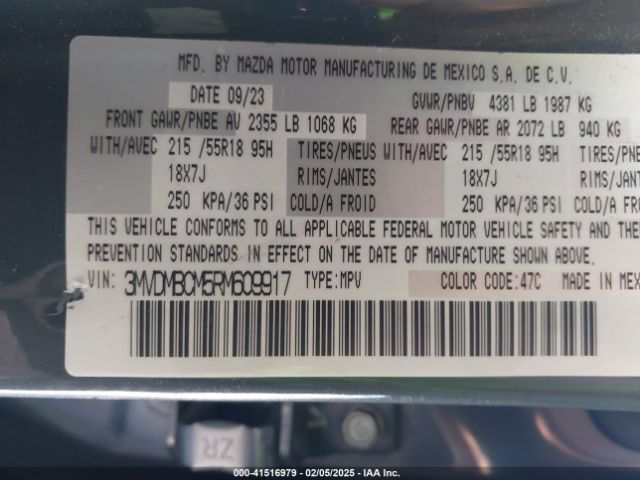 MFD. BY MAZDA MOTOR MANUFACTURING DE MEXICO S.A. DE C.V.
DATE 09/23 GVWR/PNBV 4381 LB 1987 KG
FRONT GAWR/PNBE AV 2355 LB 1068 KG REAR GAWR/PNBE AR 2072 LB 940 KG
WITH/AVEC 215 /55R18 95H TIRES/PNEUS WITH/AVEC 215 /55R18 95H TIRES/PN
18X7J RIMS/JANTES 18X7J RIMS/JA
250 KPA/36 PSI COLD/A FROID 250 KPA/36 PSI COLD/A
THIS VEHICLE CONFORMS TO ALL APPLICABLE FEDERAL MOTOR VEHICLE SAFETY AND THE
PREVENTION STANDARDS IN EFFECT ON THE DATE OF MANUFACTURE SHOWN ABOVE.
VIN: 3MVDMBCM5RM609917 TYPE:MPV COLOR CODE:47C MADE IN MEX
ZR
000-41516979 — 02/05/2025 — IAA Inc.